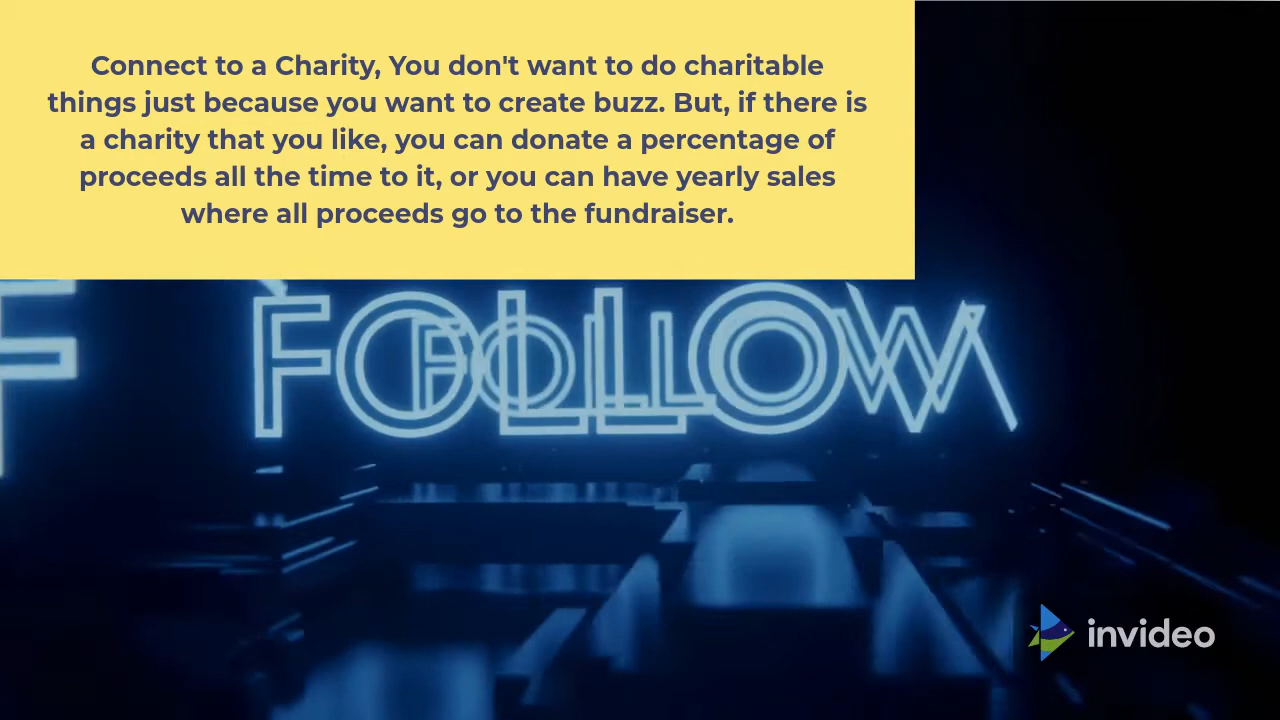 Connect to a Charity, You don't want to do charitable
things just because you want to create buzz. But, if there is
a charity that you like, you can donate a percentage of
proceeds all the time to it, or you can have yearly sales
where all proceeds go to the fundraiser.
F
FOLLOW
FOLLOW
invideo